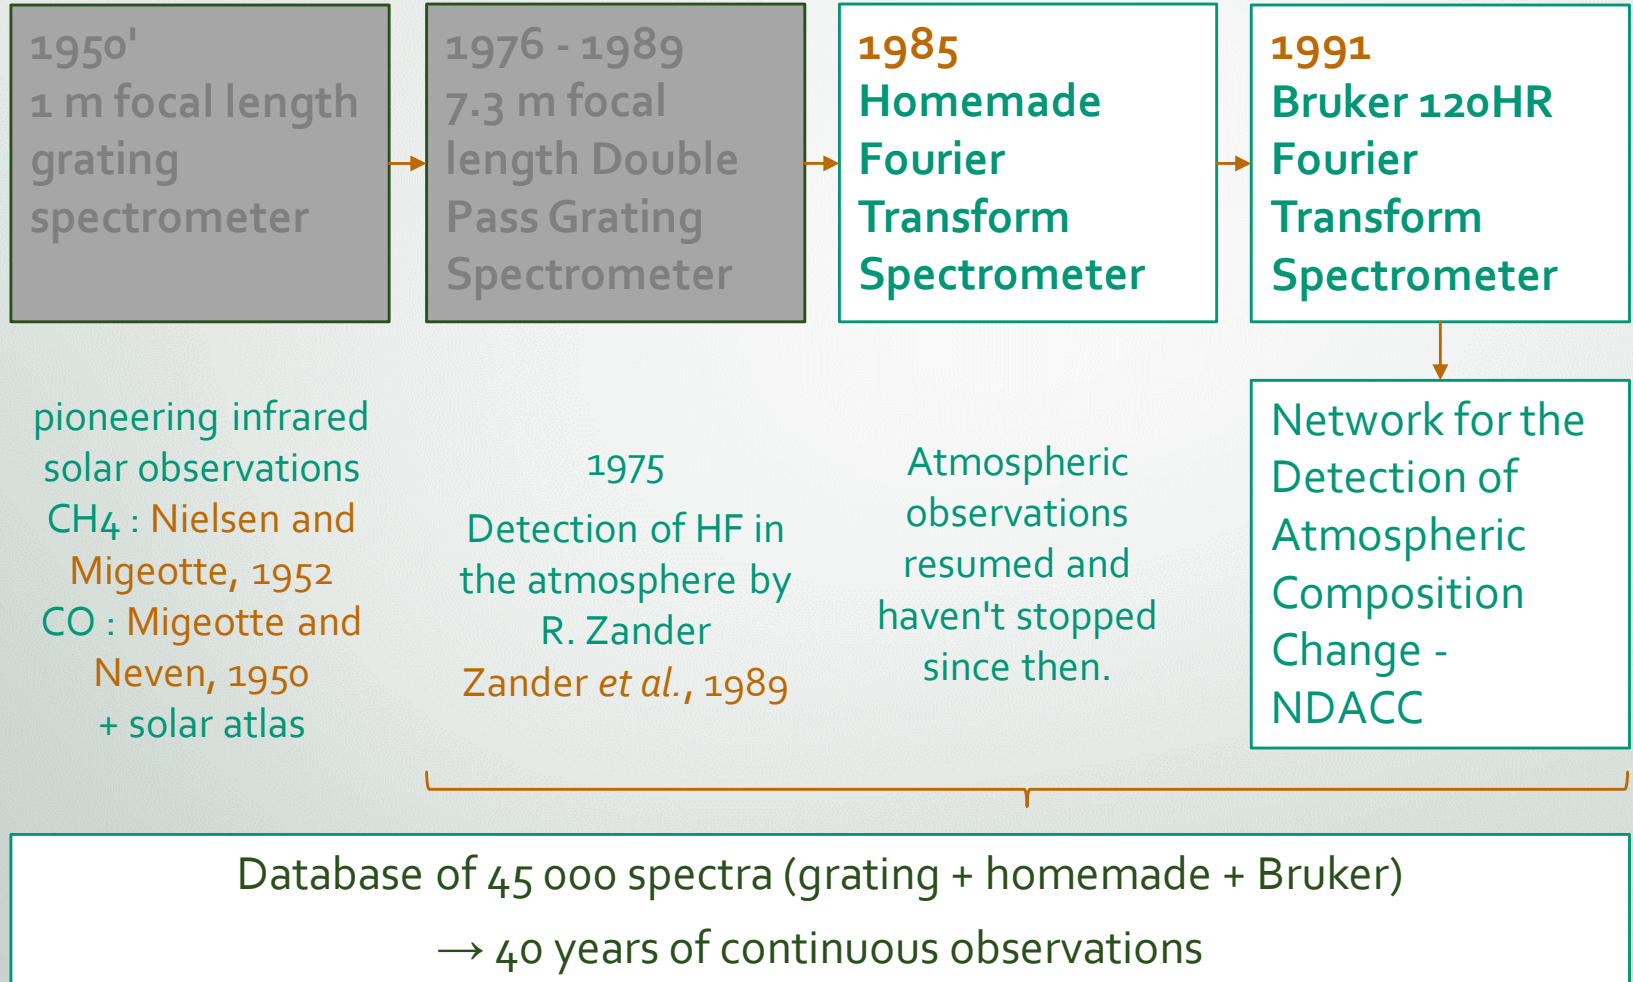 1950'
1 m focal length
grating
spectrometer
1976 - 1989
7.3 m focal
length Double
Pass Grating
Spectrometer
1985
Homemade
Fourier
Transform
Spectrometer
1991
Bruker 120HR
Fourier
Transform
Spectrometer
pioneering infrared
solar observations
CH4 : Nielsen and
Migeotte, 1952
CO : Migeotte and
Neven, 1950
+ solar atlas
1975
Detection of HF in
the atmosphere by
R. Zander
Zander et al., 1989
Atmospheric
observations
resumed and
haven't stopped
since then.
Network for the
Detection of
Atmospheric
Composition
Change -
NDACC
Database of 45 000 spectra (grating + homemade + Bruker)
→ 40 years of continuous observations